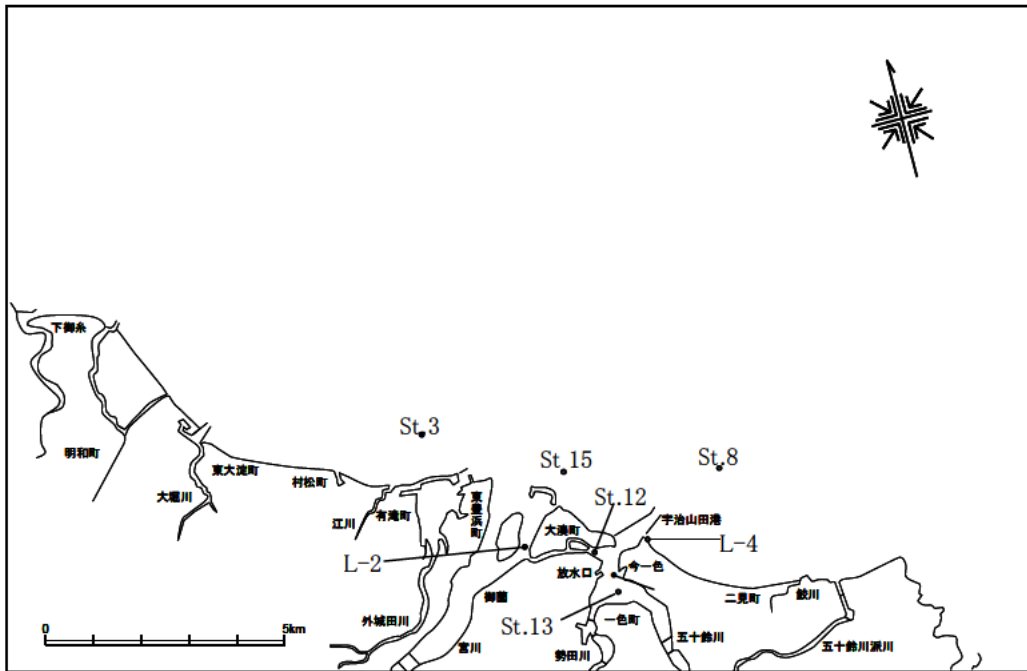 下御糸
St.3
明和町
東大淀町
St.15
St.8
村松町
大堀川
東豊浜町
St.12
江川
有滝町
大湊町
宇治山田港
L-2
放水口
今一色
L-4
御薗
二見町
鮫川
外城田川
St.13
一色町
宮川
勢田川
五十鈴川
五十鈴川派川
0
5km